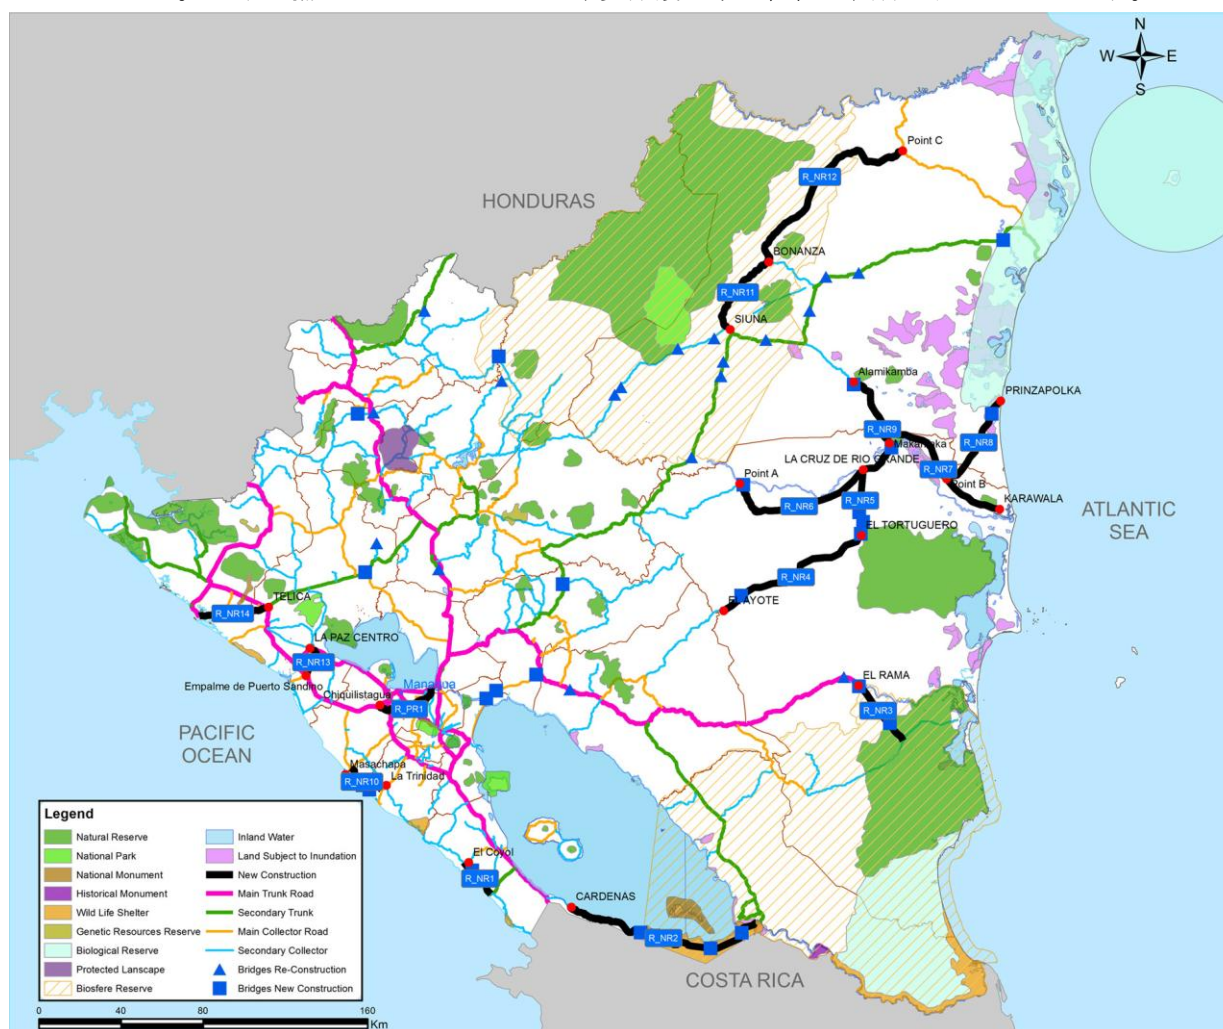 N
W E
S
Point C
R_NR12
HONDURAS
BONANZA
R_NR11
SIUNA
Alamikamba
PRINZAPOLKA
R_NR9
Makantaka
R_NR8
LA CRUZ DE RIO GRANDE
R_NR7
Point A
Point B
R_NR5
R_NR6
KARAWALA
ATLANTIC
SEA
EL TORTUGUERO
R_NR4
EL AYOTE
TELICA
R_NR14
LA PAZ CENTRO
R_NR13
Empalme de Puerto Sandino
Managua
Chiquilistagua
R_PR1
EL RAMA
R_NR3
PACIFIC
OCEAN
Masachapa
R_NR10
La Trinidad
El Coyol
R_NR1
CARDENAS
R_NR2
COSTA RICA
Legend
Natural Reserve
National Park
National Monument
Historical Monument
Wild Life Shelter
Genetic Resources Reserve
Biological Reserve
Protected Lanscape
Biosfere Reserve
Inland Water
Land Subject to Inundation
New Construction
Main Trunk Road
Secondary Trunk
Main Collector Road
Secondary Collector
Bridges Re-Construction
Bridges New Construction
0 40 80 160
Km